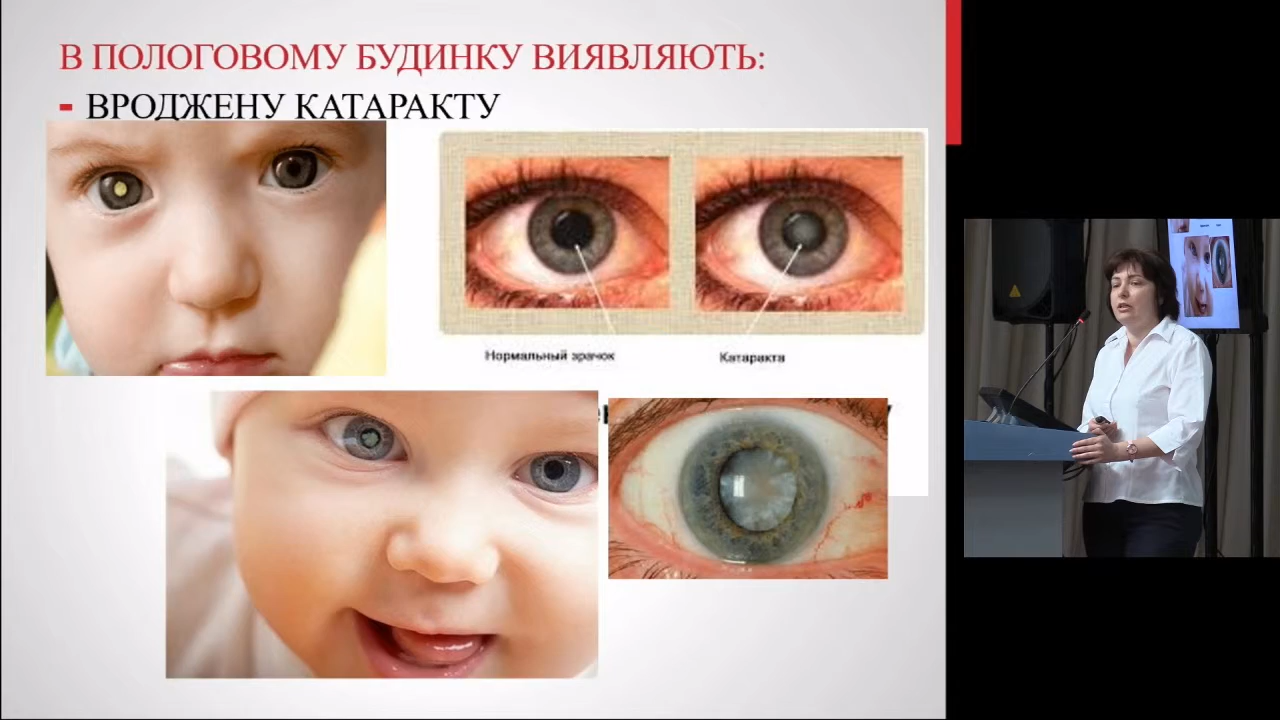 В ПОЛОГОВОМУ БУДИНКУ ВИЯВЛЯЮТЬ:
- ВРОДЖЕНУ КАТАРАКТУ
Нормальный зрачок
Катаракта